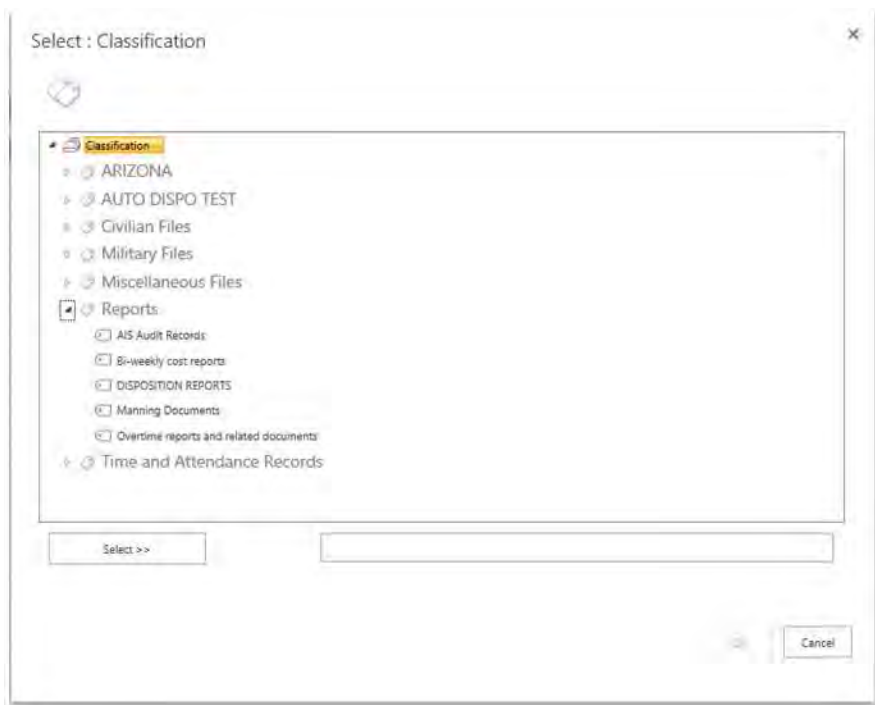 Select : Classification
Classification
ARIZONA
AUTO DISPO TEST
Civilian Files
Military Files
Miscellaneous Files
Reports
AIS Audit Records
Bi-weekly cost reports
DISPOSITION REPORTS
Manning Documents
Overtime reports and related documents
Time and Attendance Records
Select >>
Cancel